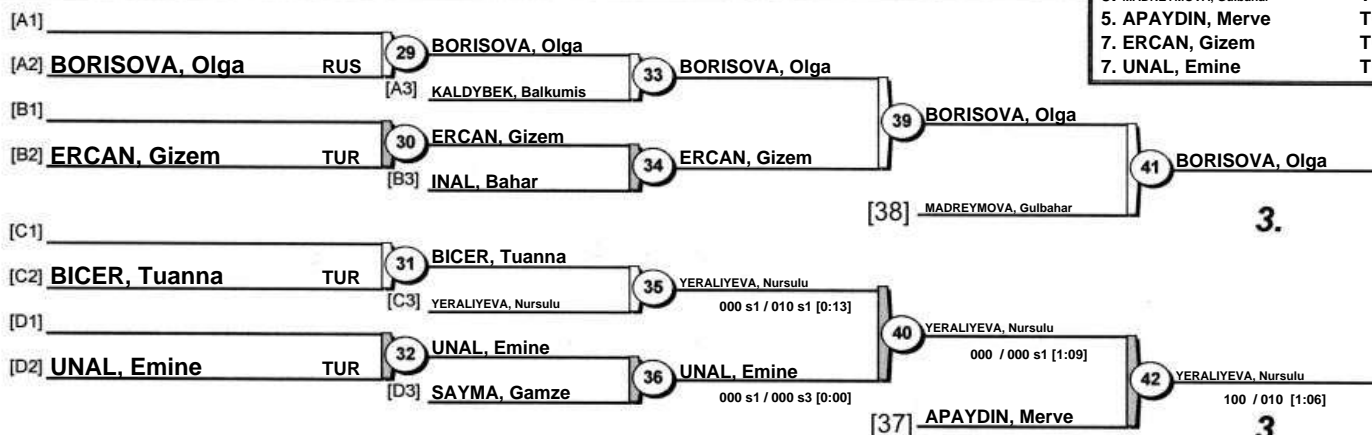 5. APAYDIN, Merve T
7. ERCAN, Gizem T
7. UNAL, Emine T
[A1]
[A2] BORISOVA, Olga RUS
29 BORISOVA, Olga
[A3] KALDYBEK, Balkumis
33 BORISOVA, Olga
[B1]
[B2] ERCAN, Gizem TUR
30 ERCAN, Gizem
[B3] INAL, Bahar
34 ERCAN, Gizem
39 BORISOVA, Olga
[38] MADREYMOVA, Gulbahar
41 BORISOVA, Olga
3.
[C1]
[C2] BICER, Tuanna TUR
31 BICER, Tuanna
[C3] YERALIYEVA, Nursulu
35 YERALIYEVA, Nursulu
000 s1 / 010 s1 [0:13]
[D1]
[D2] UNAL, Emine TUR
32 UNAL, Emine
[D3] SAYMA, Gamze
36 UNAL, Emine
000 s1 / 000 s3 [0:00]
40 YERALIYEVA, Nursulu
000 / 000 s1 [1:09]
[37] APAYDIN, Merve
42 YERALIYEVA, Nursulu
100 / 010 [1:06]
3